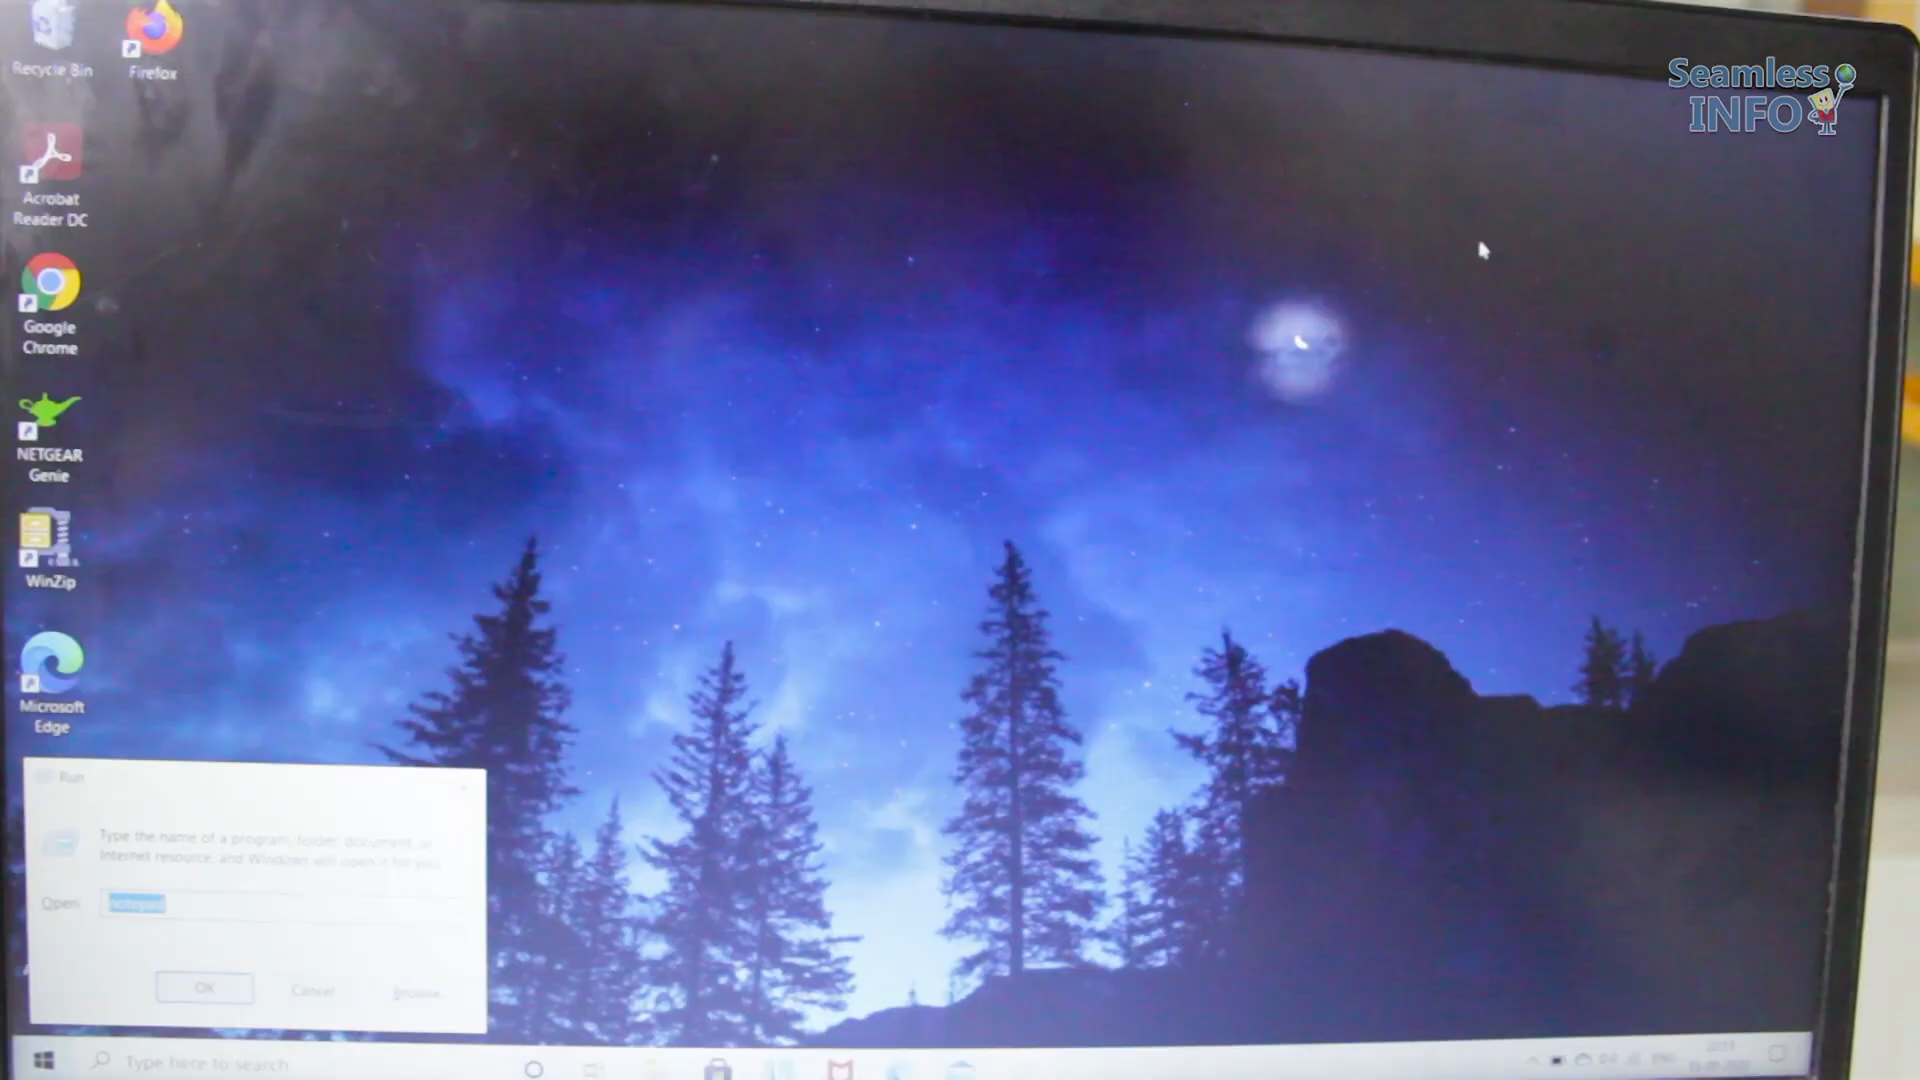 Recycle Bin
Firefox
Seamless
INFO
Acrobat
Reader DC
Google
Chrome
NETGEAR
Genie
WinZip
Microsoft
Edge
Run
Type the name of a program, folder, document, or
Internet resource, and Windows will open it for you.
Open:
notepad
OK
Cancel
Browse...
Type here to search
ENG